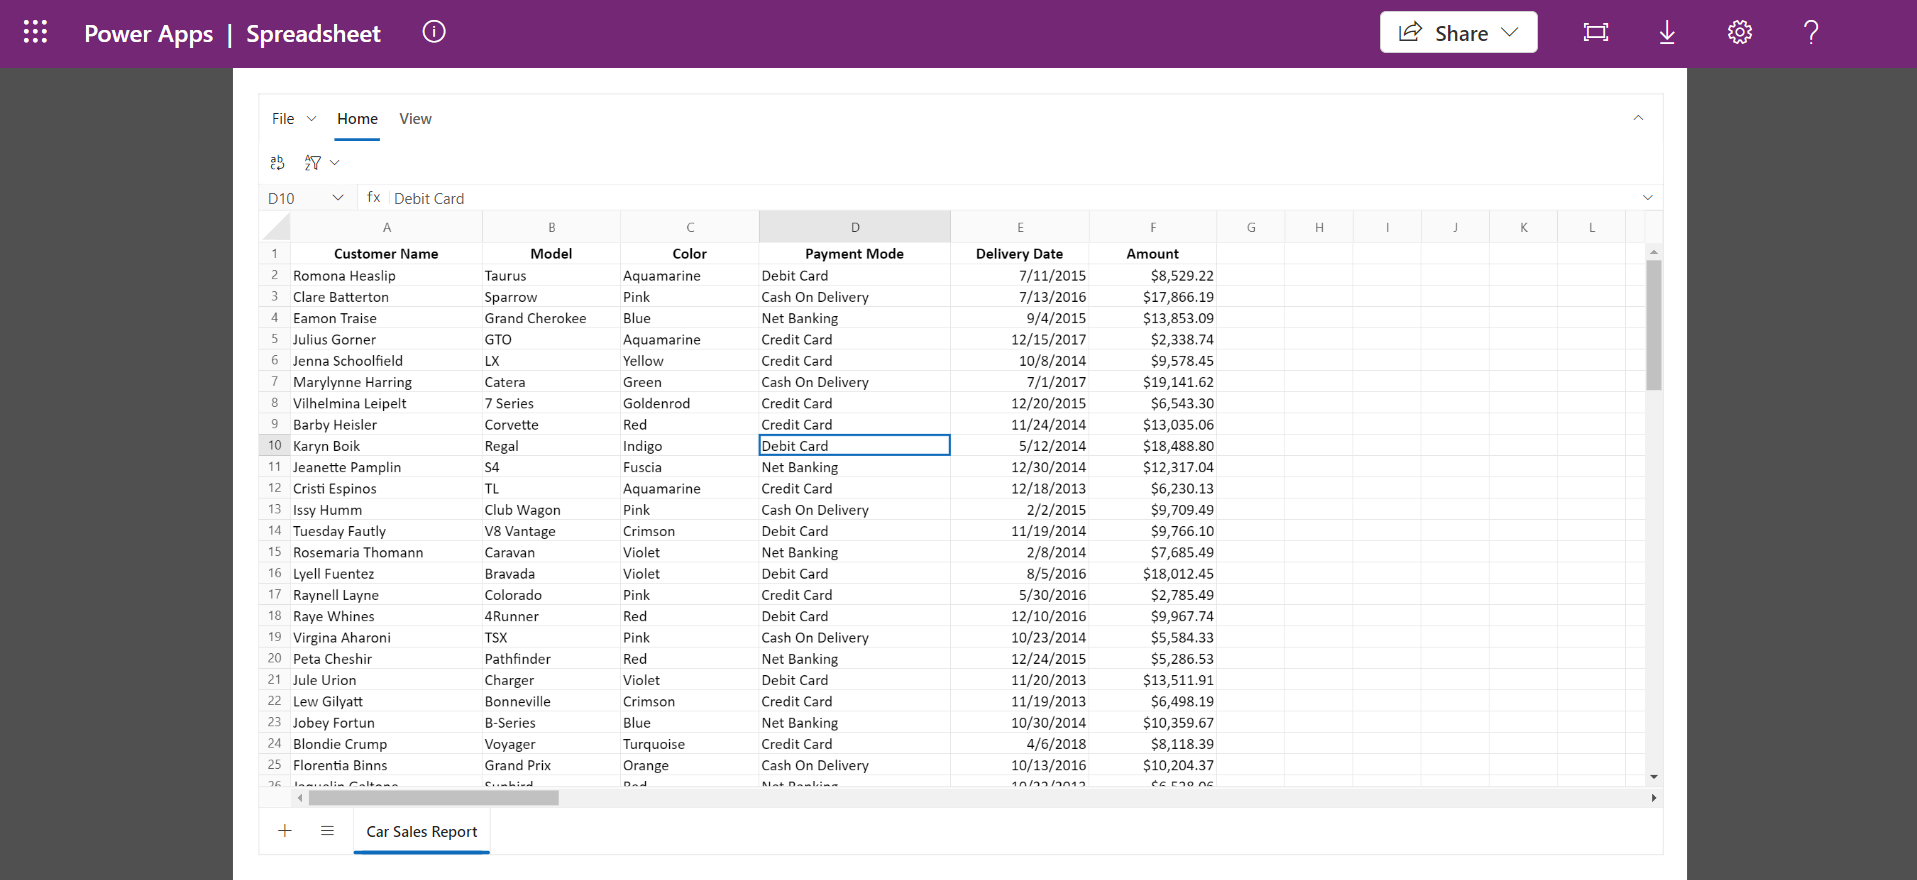 Power Apps | Spreadsheet
Share
File Home View
D10 fx Debit Card
A B C D E F G H I J K L
1 Customer Name Model Color Payment Mode Delivery Date Amount
2 Romona Heaslip Taurus Aquamarine Debit Card 7/11/2015 $8,529.22
3 Clare Batterton Sparrow Pink Cash On Delivery 7/13/2016 $17,866.19
4 Eamon Traise Grand Cherokee Blue Net Banking 9/4/2015 $13,853.09
5 Julius Gorner GTO Aquamarine Credit Card 12/15/2017 $2,338.74
6 Jenna Schoolfield LX Yellow Credit Card 10/8/2014 $9,578.45
7 Marylynne Harring Catera Green Cash On Delivery 7/1/2017 $19,141.62
8 Vilhelmina Leipelt 7 Series Goldenrod Credit Card 12/20/2015 $6,543.30
9 Barby Heisler Corvette Red Credit Card 11/24/2014 $13,035.06
10 Karyn Boik Regal Indigo Debit Card 5/12/2014 $18,488.80
11 Jeanette Pamplin S4 Fuscia Net Banking 12/30/2014 $12,317.04
12 Cristi Espinos TL Aquamarine Credit Card 12/18/2013 $6,230.13
13 Issy Humm Club Wagon Pink Cash On Delivery 2/2/2015 $9,709.49
14 Tuesday Fautly V8 Vantage Crimson Debit Card 11/19/2014 $9,766.10
15 Rosemaria Thomann Caravan Violet Net Banking 2/8/2014 $7,685.49
16 Lyell Fuentez Bravada Violet Debit Card 8/5/2016 $18,012.45
17 Raynell Layne Colorado Pink Credit Card 5/30/2016 $2,785.49
18 Raye Whines 4Runner Red Debit Card 12/10/2016 $9,967.74
19 Virgina Aharoni TSX Pink Cash On Delivery 10/23/2014 $5,584.33
20 Peta Cheshir Pathfinder Red Net Banking 12/24/2015 $5,286.53
21 Jule Urion Charger Violet Debit Card 11/20/2013 $13,511.91
22 Lew Gilyatt Bonneville Crimson Credit Card 11/19/2013 $6,498.19
23 Jobey Fortun B-Series Blue Net Banking 10/30/2014 $10,359.67
24 Blondie Crump Voyager Turquoise Credit Card 4/6/2018 $8,118.39
25 Florentia Binns Grand Prix Orange Cash On Delivery 10/13/2016 $10,204.37
26 Red Net Banking
Car Sales Report